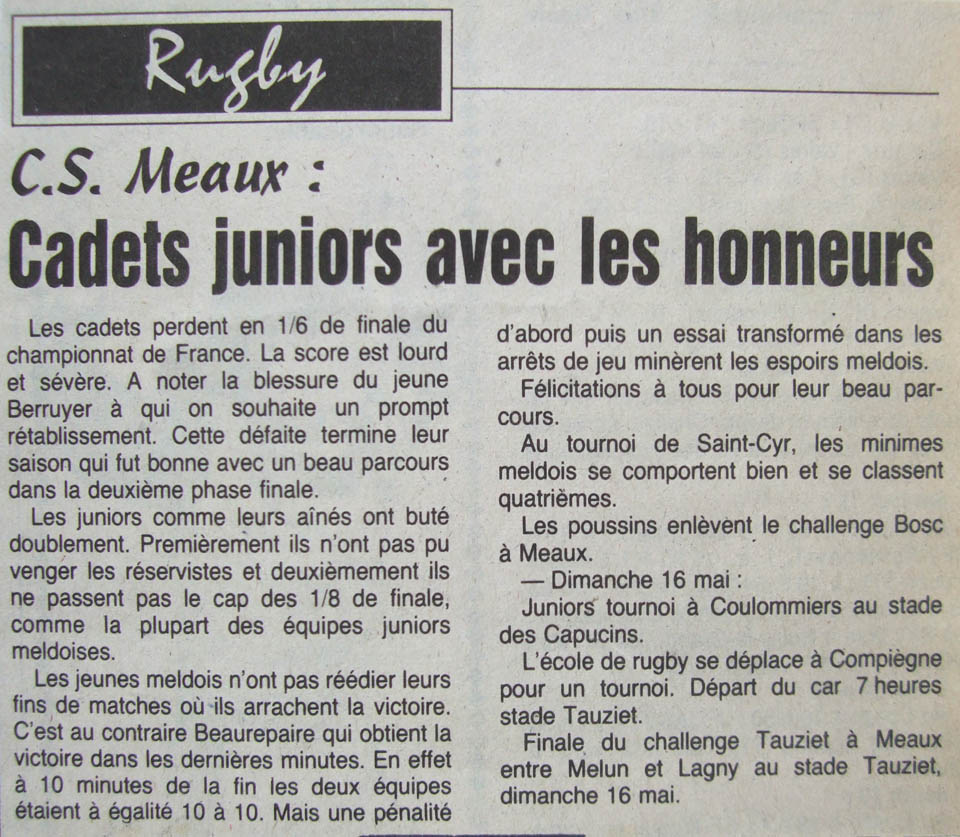 Rugby
C.S. Meaux :
Cadets juniors avec les honneurs
Les cadets perdent en 1/6 de finale du
championnat de France. La score est lourd
et sévère. A noter la blessure du jeune
Berruyer à qui on souhaite un prompt
rétablissement. Cette défaite termine leur
saison qui fut bonne avec un beau parcours
dans la deuxième phase finale.
Les juniors comme leurs aînés ont buté
doublement. Premièrement ils n'ont pas pu
venger les réservistes et deuxièmement ils
ne passent pas le cap des 1/8 de finale,
comme la plupart des équipes juniors
meldoises.
Les jeunes meldois n'ont pas réédier leurs
fins de matches où ils arrachent la victoire.
C'est au contraire Beaurepaire qui obtient la
victoire dans les dernières minutes. En effet
à 10 minutes de la fin les deux équipes
étaient à égalité 10 à 10. Mais une pénalité
d'abord puis un essai transformé dans les
arrêts de jeu minèrent les espoirs meldois.
Félicitations à tous pour leur beau par-
cours.
Au tournoi de Saint-Cyr, les minimes
meldois se comportent bien et se classent
quatrièmes.
Les poussins enlèvent le challenge Bosc
à Meaux.
— Dimanche 16 mai :
Juniors tournoi à Coulommiers au stade
des Capucins.
L'école de rugby se déplace à Compiègne
pour un tournoi. Départ du car 7 heures
stade Tauziet.
Finale du challenge Tauziet à Meaux
entre Melun et Lagny au stade Tauziet,
dimanche 16 mai.